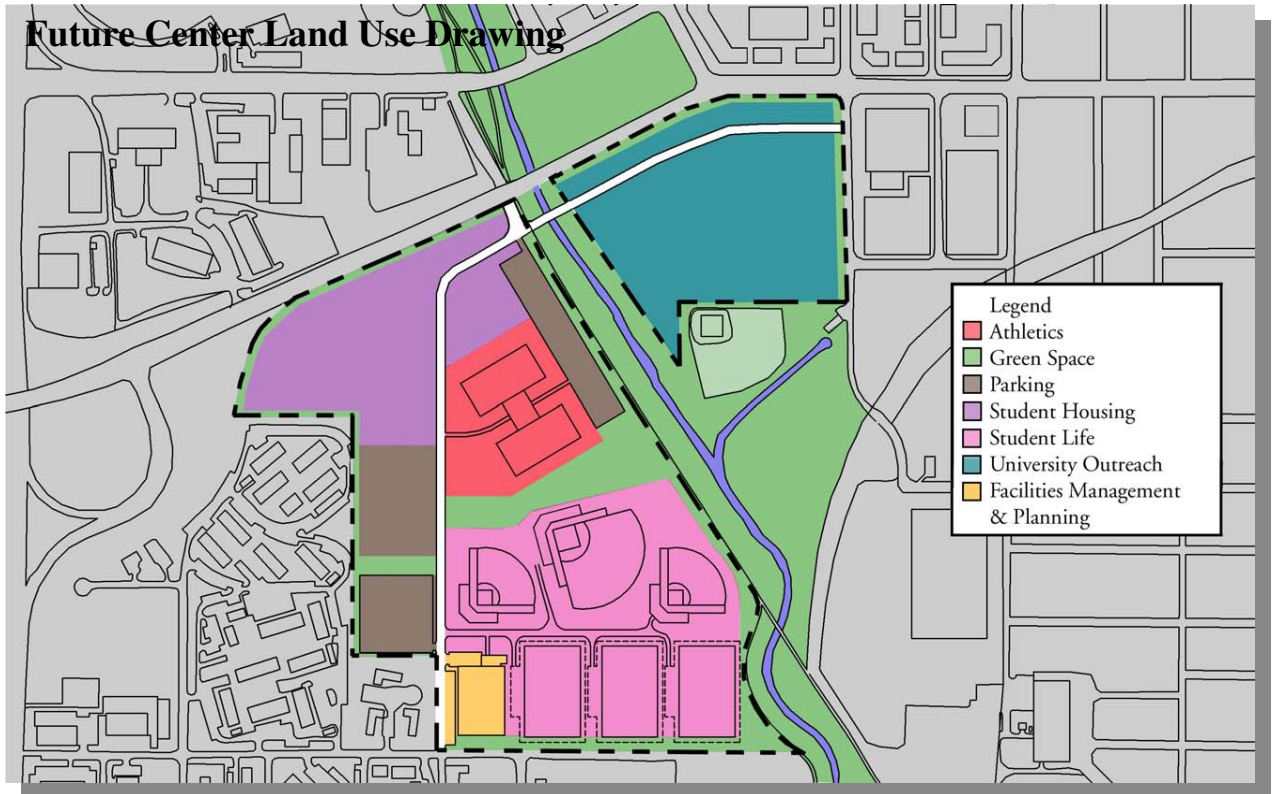 Future Center Land Use Drawing
Legend
Athletics
Green Space
Parking
Student Housing
Student Life
University Outreach
Facilities Management
& Planning